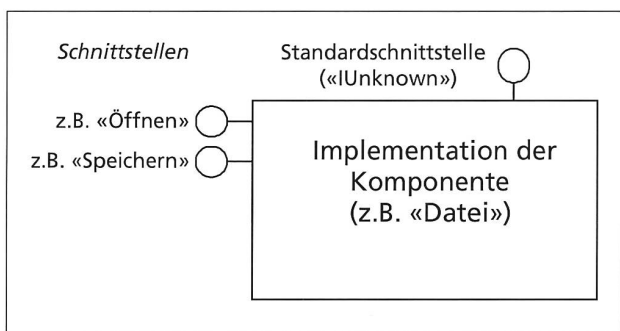 Schnittstellen
Standardschnittstelle
(«IUnknown»)
z.B. «Öffnen»
z.B. «Speichern»
Implementation der
Komponente
(z.B. «Datei»)